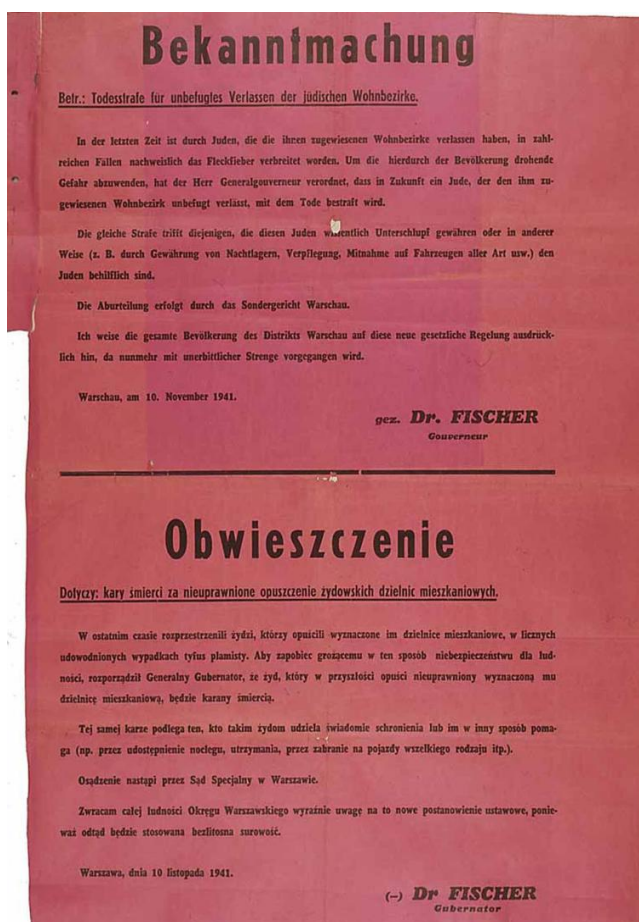 Bekanntmachung
Betr.: Todesstrafe für unbefugtes Verlassen der jüdischen Wohnbezirke.
In der letzten Zeit ist durch Juden, die die ihnen zugewiesenen Wohnbezirke verlassen haben, in zahl-
reichen Fällen nachweislich das Fleckfieber verbreitet worden. Um die hierdurch der Bevölkerung drohende
Gefahr abzuwenden, hat der Herr Generalgouverneur verordnet, dass in Zukunft ein Jude, der den ihm zu-
gewiesenen Wohnbezirk unbefugt verlässt, mit dem Tode bestraft wird.
Die gleiche Strafe trifft diejenigen, die diesen Juden wissentlich Unterschlupf gewähren oder in anderer
Weise (z. B. durch Gewährung von Nachtlagern, Verpflegung, Mitnahme auf Fahrzeugen aller Art usw.) den
Juden behilflich sind.
Die Aburteilung erfolgt durch das Sondergericht Warschau.
Ich weise die gesamte Bevölkerung des Distrikts Warschau auf diese neue gesetzliche Regelung ausdrück-
lich hin, da nunmehr mit unerbittlicher Strenge vorgegangen wird.
Warschau, am 10. November 1941.
gez. Dr. FISCHER
Gouverneur
Obwieszczenie
Dotyczy: kary śmierci za nieuprawnione opuszczenie żydowskich dzielnic mieszkaniowych.
W ostatnim czasie rozprzestrzenili żydzi, którzy opuścili wyznaczone im dzielnice mieszkaniowe, w licznych
udowodnionych wypadkach tyfus plamisty. Aby zapobiec grożącemu w ten sposób niebezpieczeństwu dla lud-
ności, rozporządził Generalny Gubernator, że żyd, który w przyszłości opuści nieuprawniony wyznaczoną mu
dzielnicę mieszkaniową, będzie karany śmiercią.
Tej samej karze podlega ten, kto takim żydom udziela świadomie schronienia lub im w inny sposób poma-
ga (np. przez udostępnienie noclegu, utrzymania, przez zabranie na pojazdy wszelkiego rodzaju itp.).
Osądzenie nastąpi przez Sąd Specjalny w Warszawie.
Zwracam całej ludności Okręgu Warszawskiego wyraźnie uwagę na to nowe postanowienie ustawowe, ponie-
waż odtąd będzie stosowana bezlitosna surowość.
Warszawa, dnia 10 listopada 1941.
(—) Dr FISCHER
Gubernator